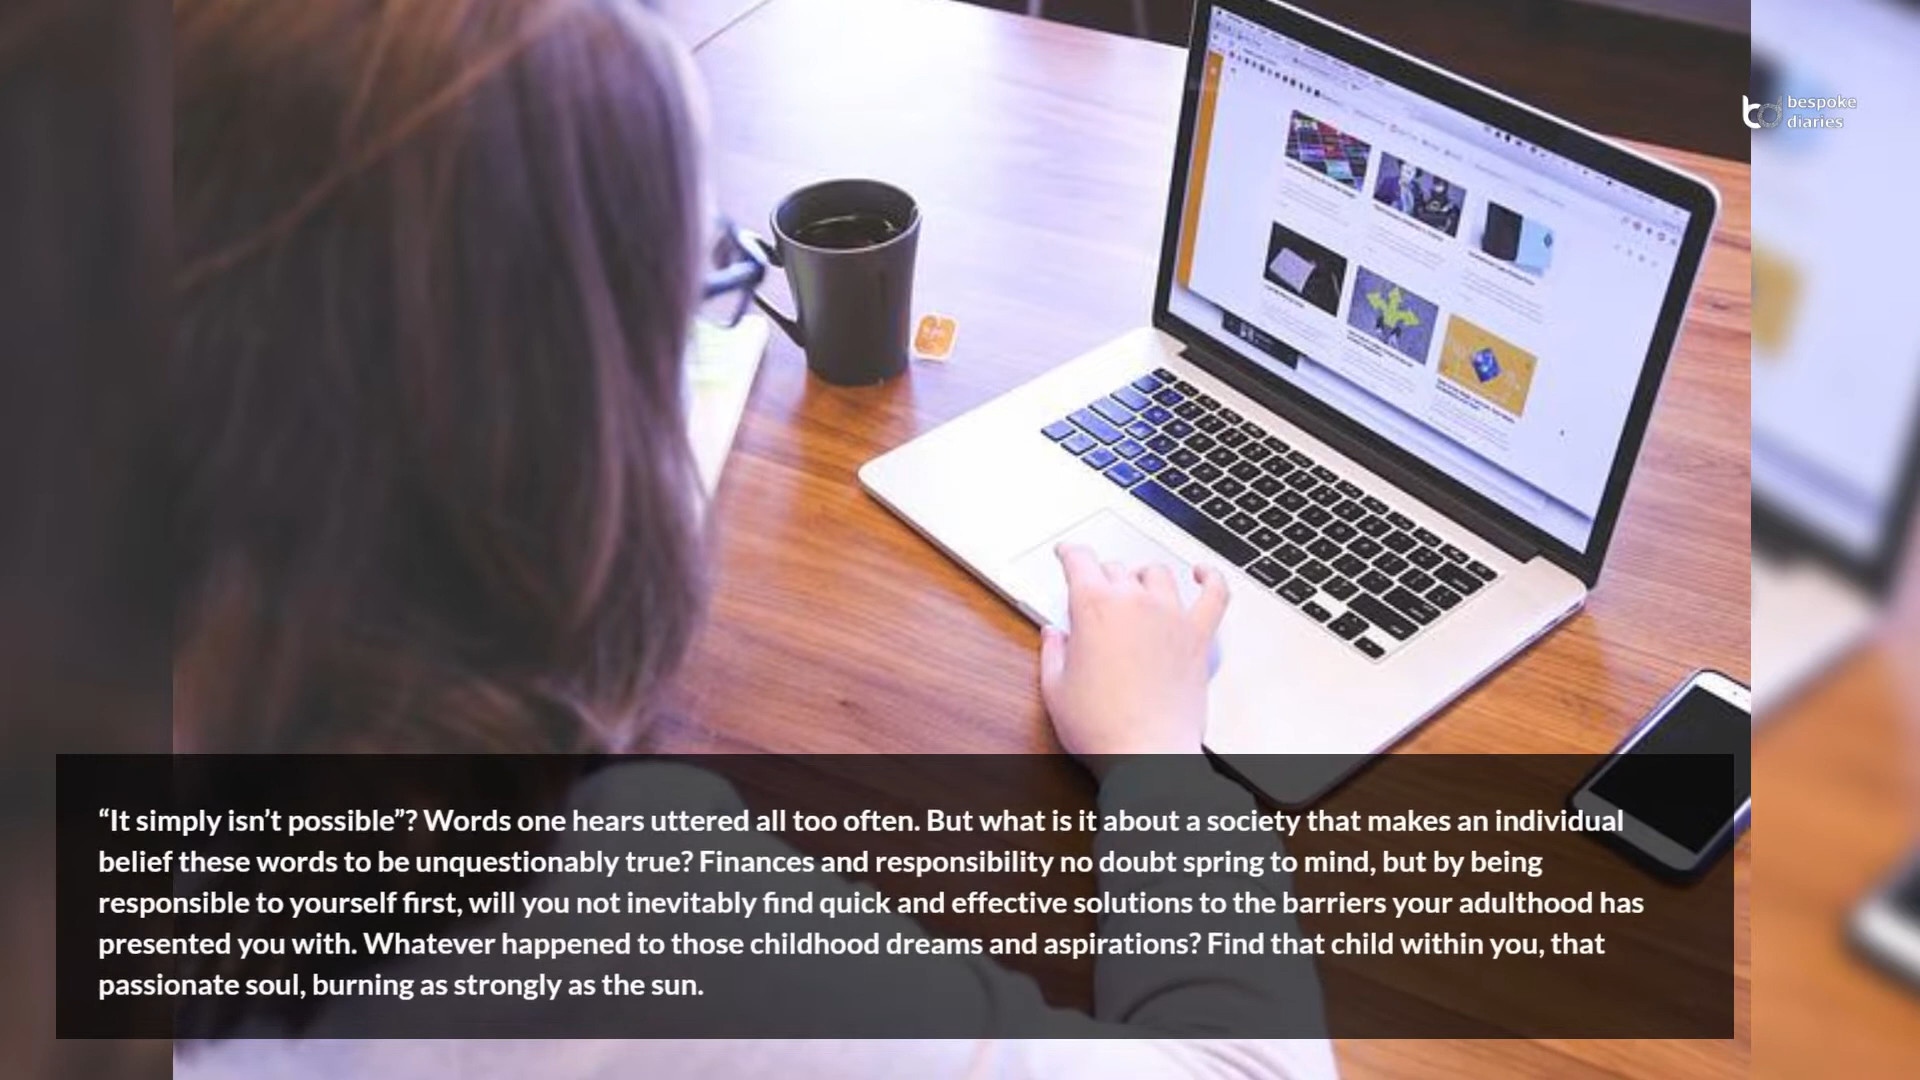 bespoke
diaries
“It simply isn’t possible”? Words one hears uttered all too often. But what is it about a society that makes an individual
belief these words to be unquestionably true? Finances and responsibility no doubt spring to mind, but by being
responsible to yourself first, will you not inevitably find quick and effective solutions to the barriers your adulthood has
presented you with. Whatever happened to those childhood dreams and aspirations? Find that child within you, that
passionate soul, burning as strongly as the sun.